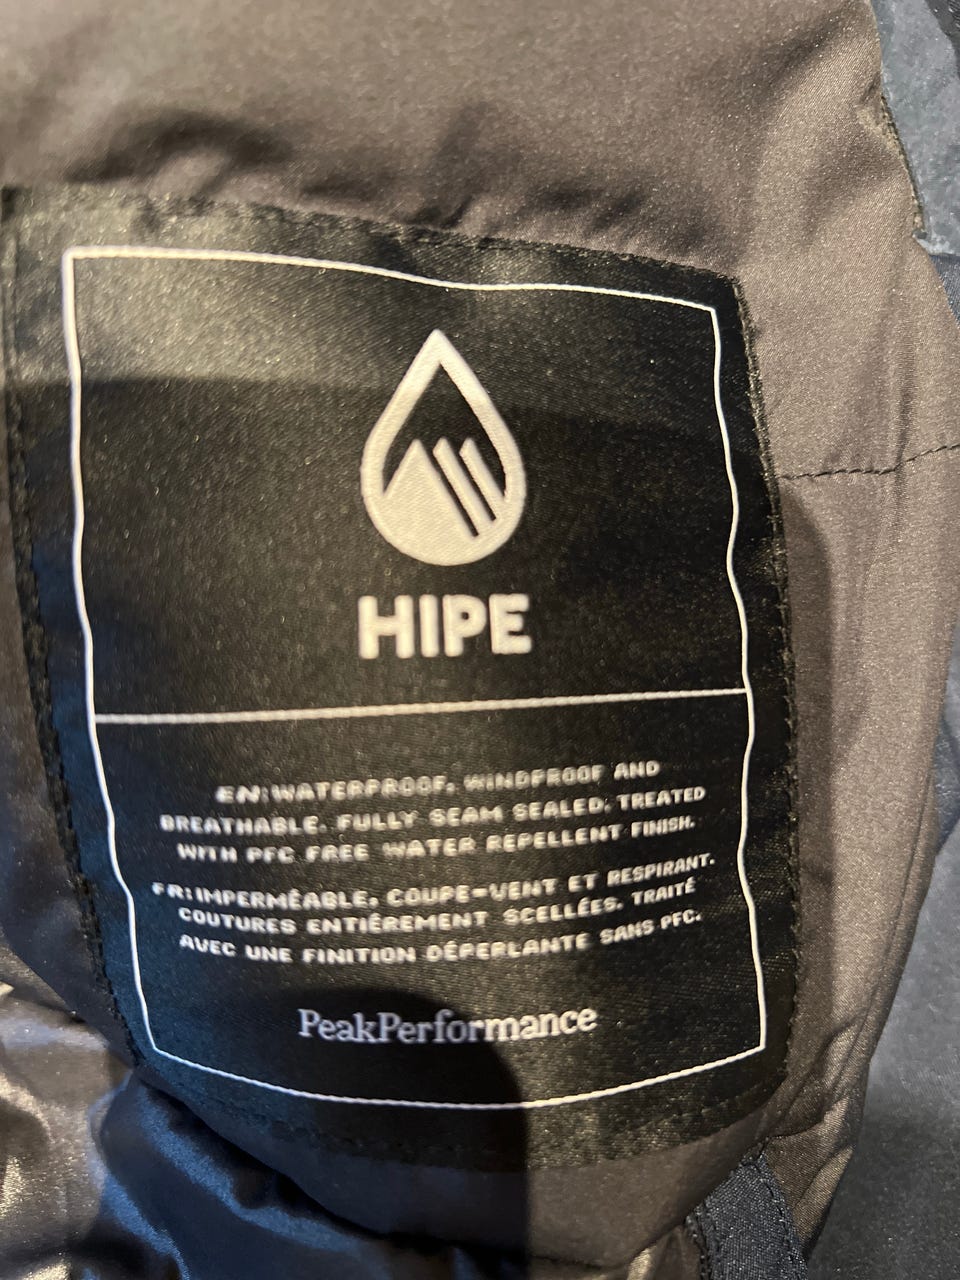 HIPE
EN: WATERPROOF, WINDPROOF AND
BREATHABLE. FULLY SEAM SEALED. TREATED
WITH PFC FREE WATER REPELLENT FINISH.
FR: IMPERMÉABLE, COUPE-VENT ET RESPIRANT.
COUTURES ENTIÉREMENT SCELLÉES. TRAITÉ
AVEC UNE FINITION DÉPERLANTE SANS PFC.
PeakPerformance